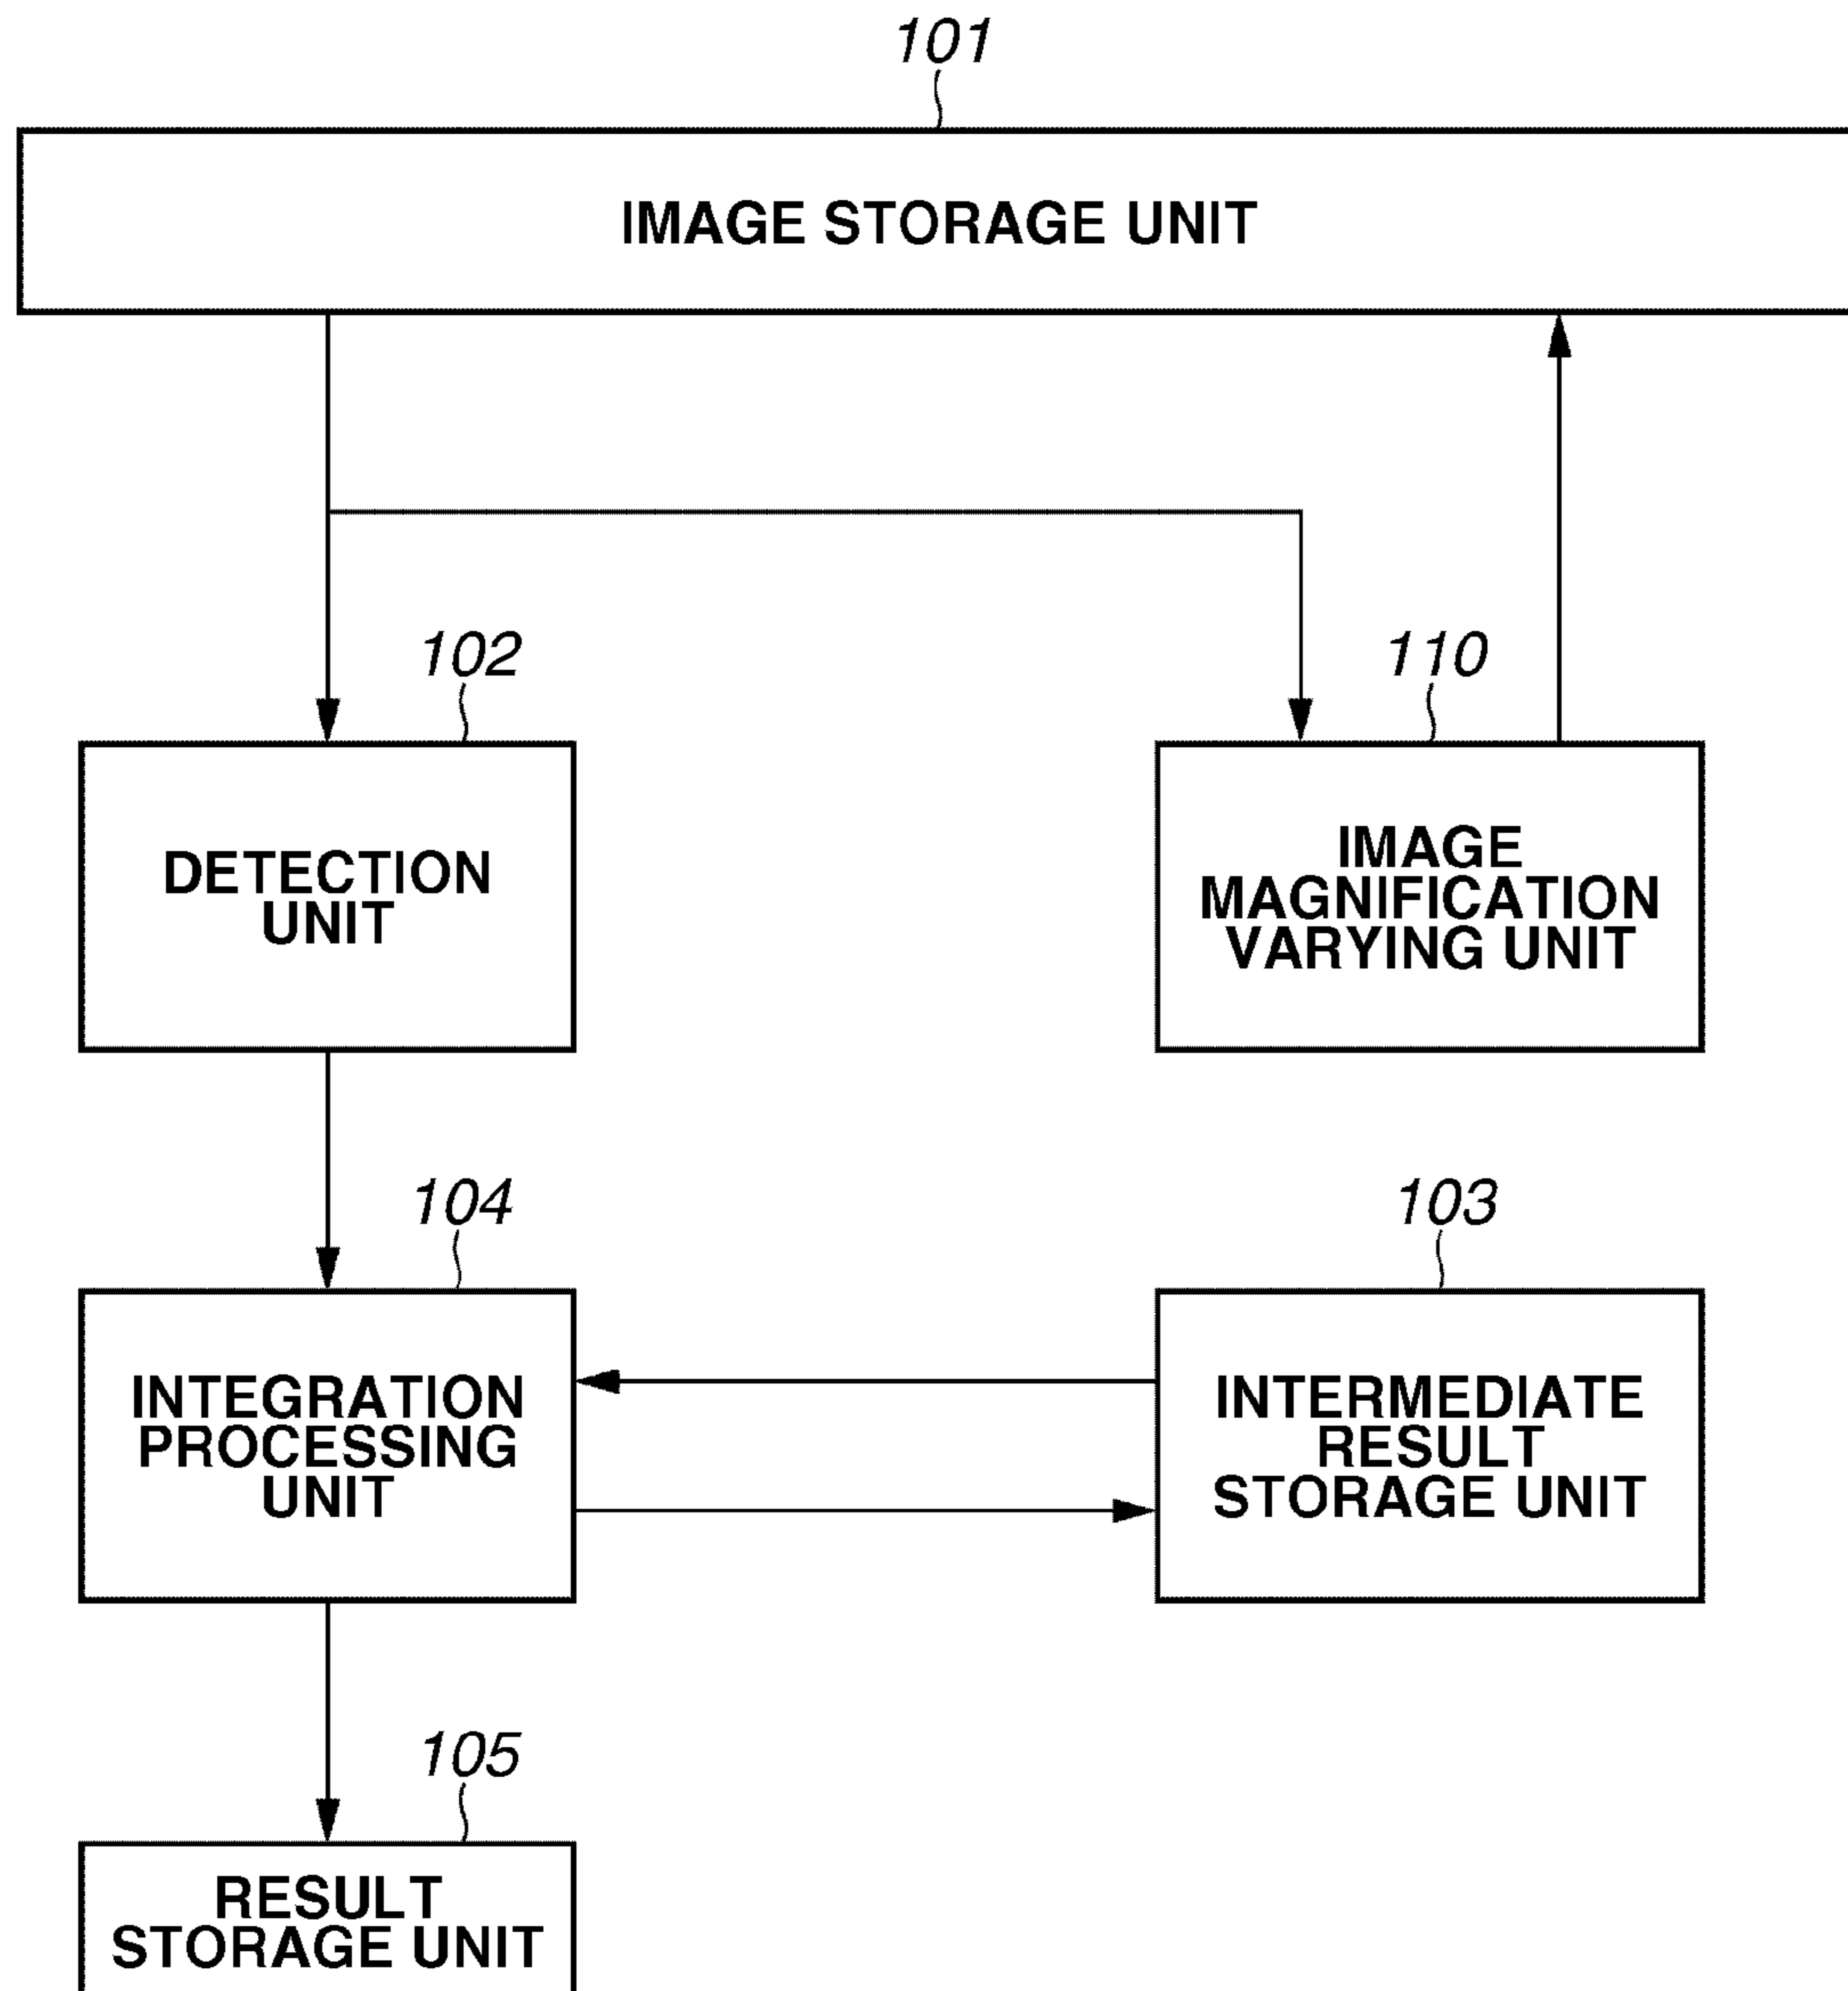 101
IMAGE STORAGE UNIT
102
110
DETECTION
UNIT
IMAGE
MAGNIFICATION
VARYING UNIT
104
103
INTEGRATION
PROCESSING
UNIT
INTERMEDIATE
RESULT
STORAGE UNIT
105
RESULT
STORAGE UNIT